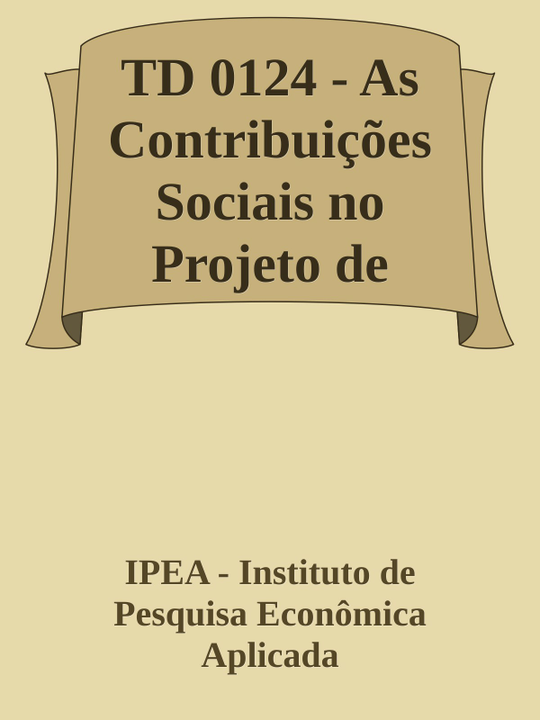 TD 0124 - As
Contribuições
Sociais no
Projeto de
IPEA - Instituto de
Pesquisa Econômica
Aplicada